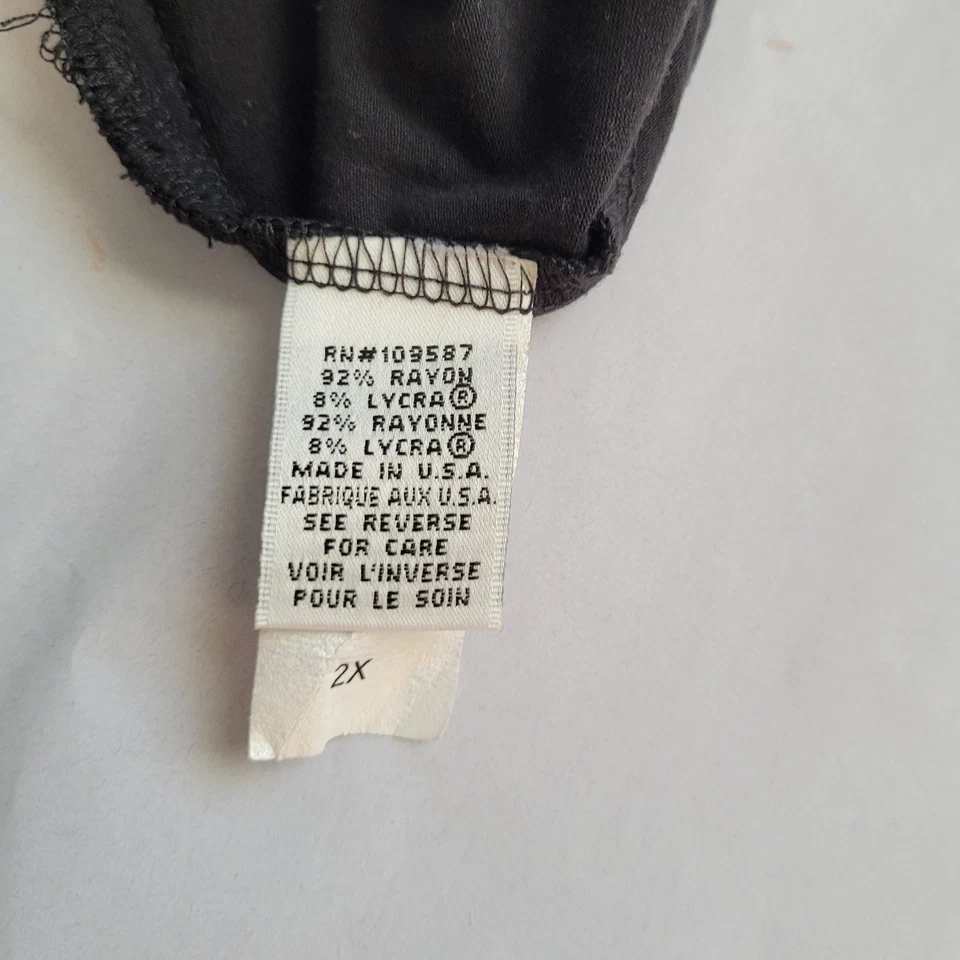 RN#109587
92% RAYON
8% LYCRA®
92% RAYONNE
8% LYCRA®
MADE IN U.S.A.
FABRIQUE AUX U.S.A.
SEE REVERSE
FOR CARE
VOIR L'INVERSE
POUR LE SOIN
2X